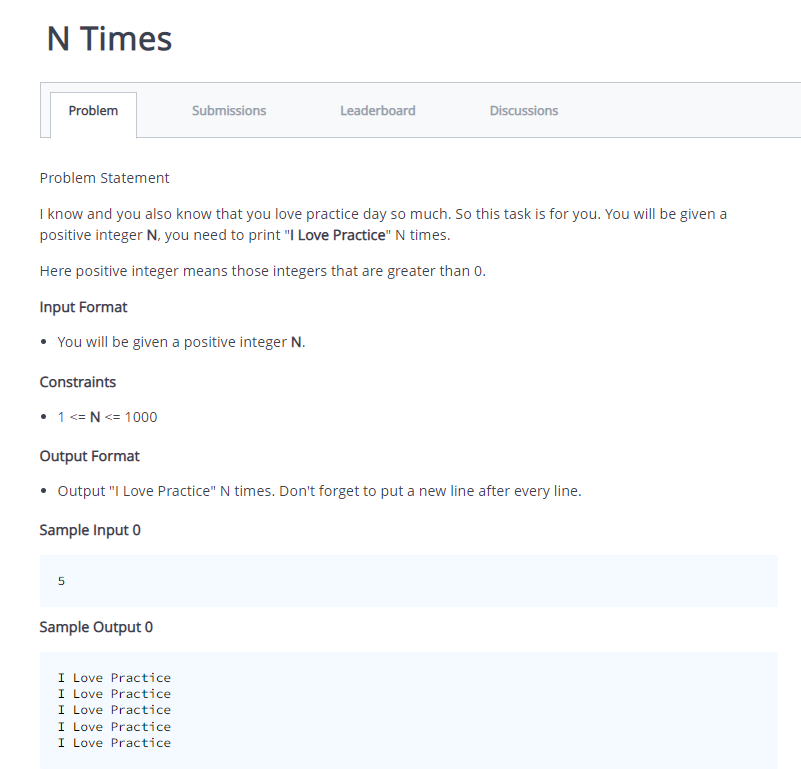 N Times
Problem
Submissions
Leaderboard
Discussions
Problem Statement
I know and you also know that you love practice day so much. So this task is for you. You will be given a
positive integer N, you need to print "I Love Practice" N times.
Here positive integer means those integers that are greater than 0.
Input Format
• You will be given a positive integer N.
Constraints
• 1 <= N <= 1000
Output Format
• Output "I Love Practice" N times. Don't forget to put a new line after every line.
Sample Input 0
5
Sample Output 0
I Love Practice
I Love Practice
I Love Practice
I Love Practice
I Love Practice